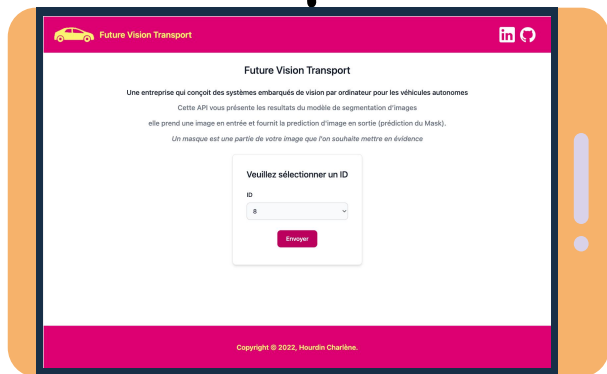 Future Vision Transport
in
Future Vision Transport
Une entreprise qui conçoit des systèmes embarqués de vision par ordinateur pour les véhicules autonomes
Cette API vous présente les resultats du modèle de segmentation d'images
elle prend une image en entrée et fournit la prediction d'image en sortie (prédiction du Mask).
Un masque est une partie de votre image que l'on souhaite mettre en évidence
Veuillez sélectionner un ID
ID
8
Envoyer
Copyright © 2022, Hourdin Charlène.